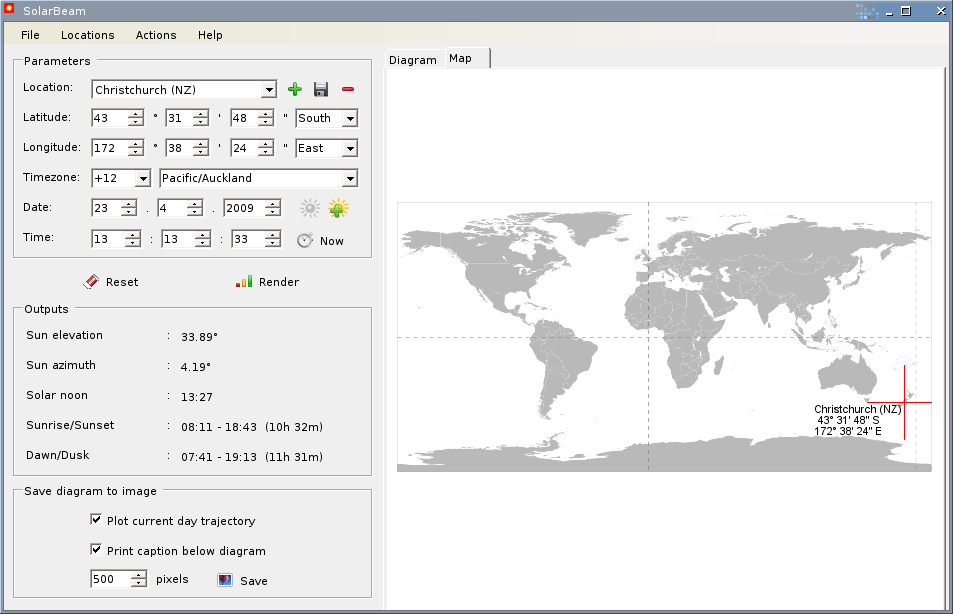 SolarBeam
File Locations Actions Help
Parameters
Location: Christchurch (NZ)
Latitude: 43 ° 31 ' 48 " South
Longitude: 172 ° 38 ' 24 " East
Timezone: +12 Pacific/Auckland
Date: 23 . 4 . 2009
Time: 13 : 13 : 33 Now
Reset Render
Outputs
Sun elevation : 33.89°
Sun azimuth : 4.19°
Solar noon : 13:27
Sunrise/Sunset : 08:11 - 18:43 (10h 32m)
Dawn/Dusk : 07:41 - 19:13 (11h 31m)
Save diagram to image
Plot current day trajectory
Print caption below diagram
500 pixels Save
Diagram Map
Christchurch (NZ)
43° 31' 48" S
172° 38' 24" E